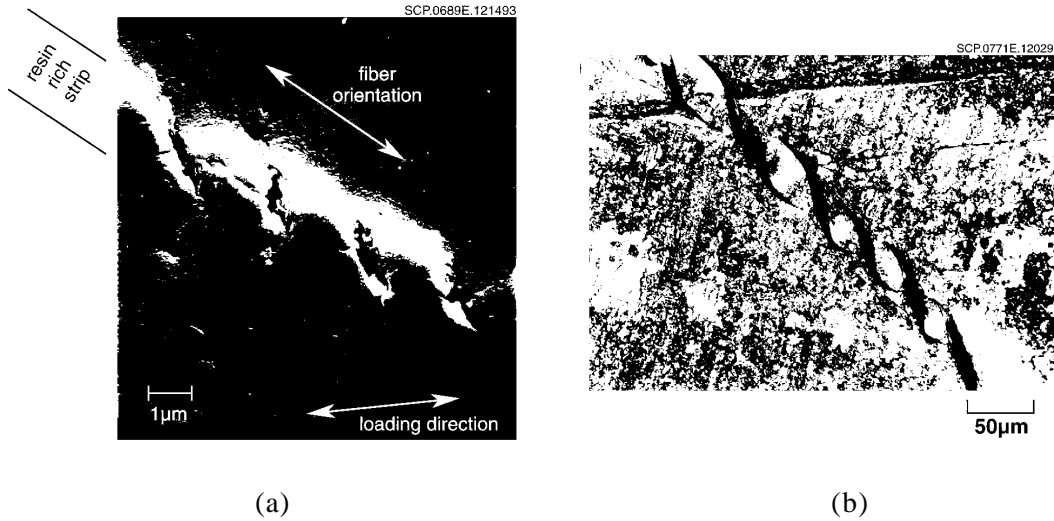 SCP.0689E.121493
resin
rich
strip
fiber
orientation
1μm
loading direction
SCP.0771E.12029
50μm
(a)
(b)